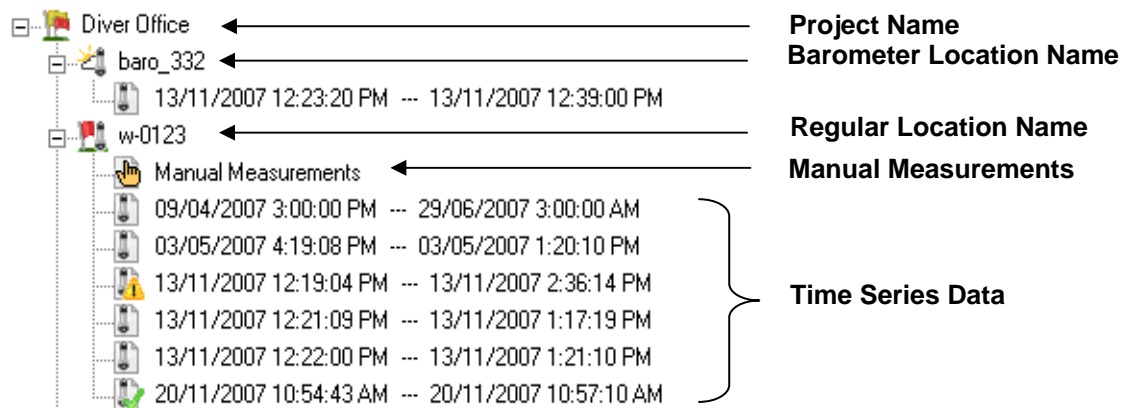 Diver Office Project Name
baro_332 Barometer Location Name
13/11/2007 12:23:20 PM --- 13/11/2007 12:39:00 PM
w-0123 Regular Location Name
Manual Measurements Manual Measurements
09/04/2007 3:00:00 PM --- 29/06/2007 3:00:00 AM
03/05/2007 4:19:08 PM --- 03/05/2007 1:20:10 PM
13/11/2007 12:19:04 PM --- 13/11/2007 2:36:14 PM Time Series Data
13/11/2007 12:21:09 PM --- 13/11/2007 1:17:19 PM
13/11/2007 12:22:00 PM --- 13/11/2007 1:21:10 PM
20/11/2007 10:54:43 AM --- 20/11/2007 10:57:10 AM